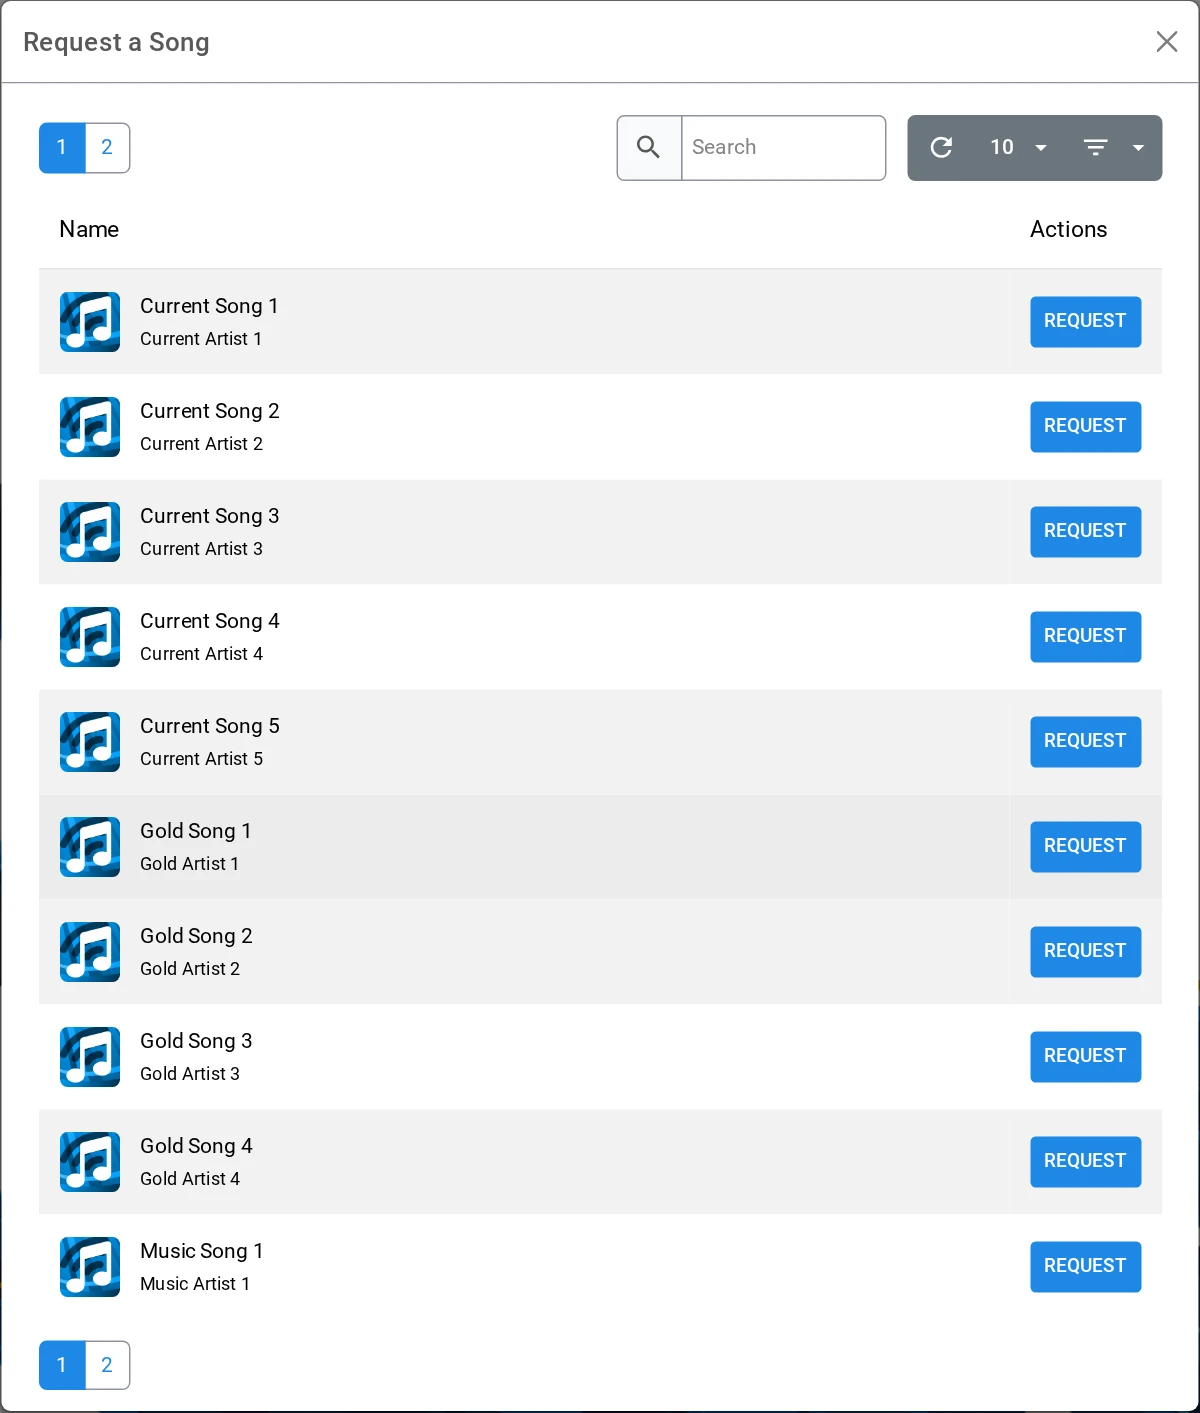 Request a Song
1 2
Search
10
Name Actions
Current Song 1
Current Artist 1
REQUEST
Current Song 2
Current Artist 2
REQUEST
Current Song 3
Current Artist 3
REQUEST
Current Song 4
Current Artist 4
REQUEST
Current Song 5
Current Artist 5
REQUEST
Gold Song 1
Gold Artist 1
REQUEST
Gold Song 2
Gold Artist 2
REQUEST
Gold Song 3
Gold Artist 3
REQUEST
Gold Song 4
Gold Artist 4
REQUEST
Music Song 1
Music Artist 1
REQUEST
1 2